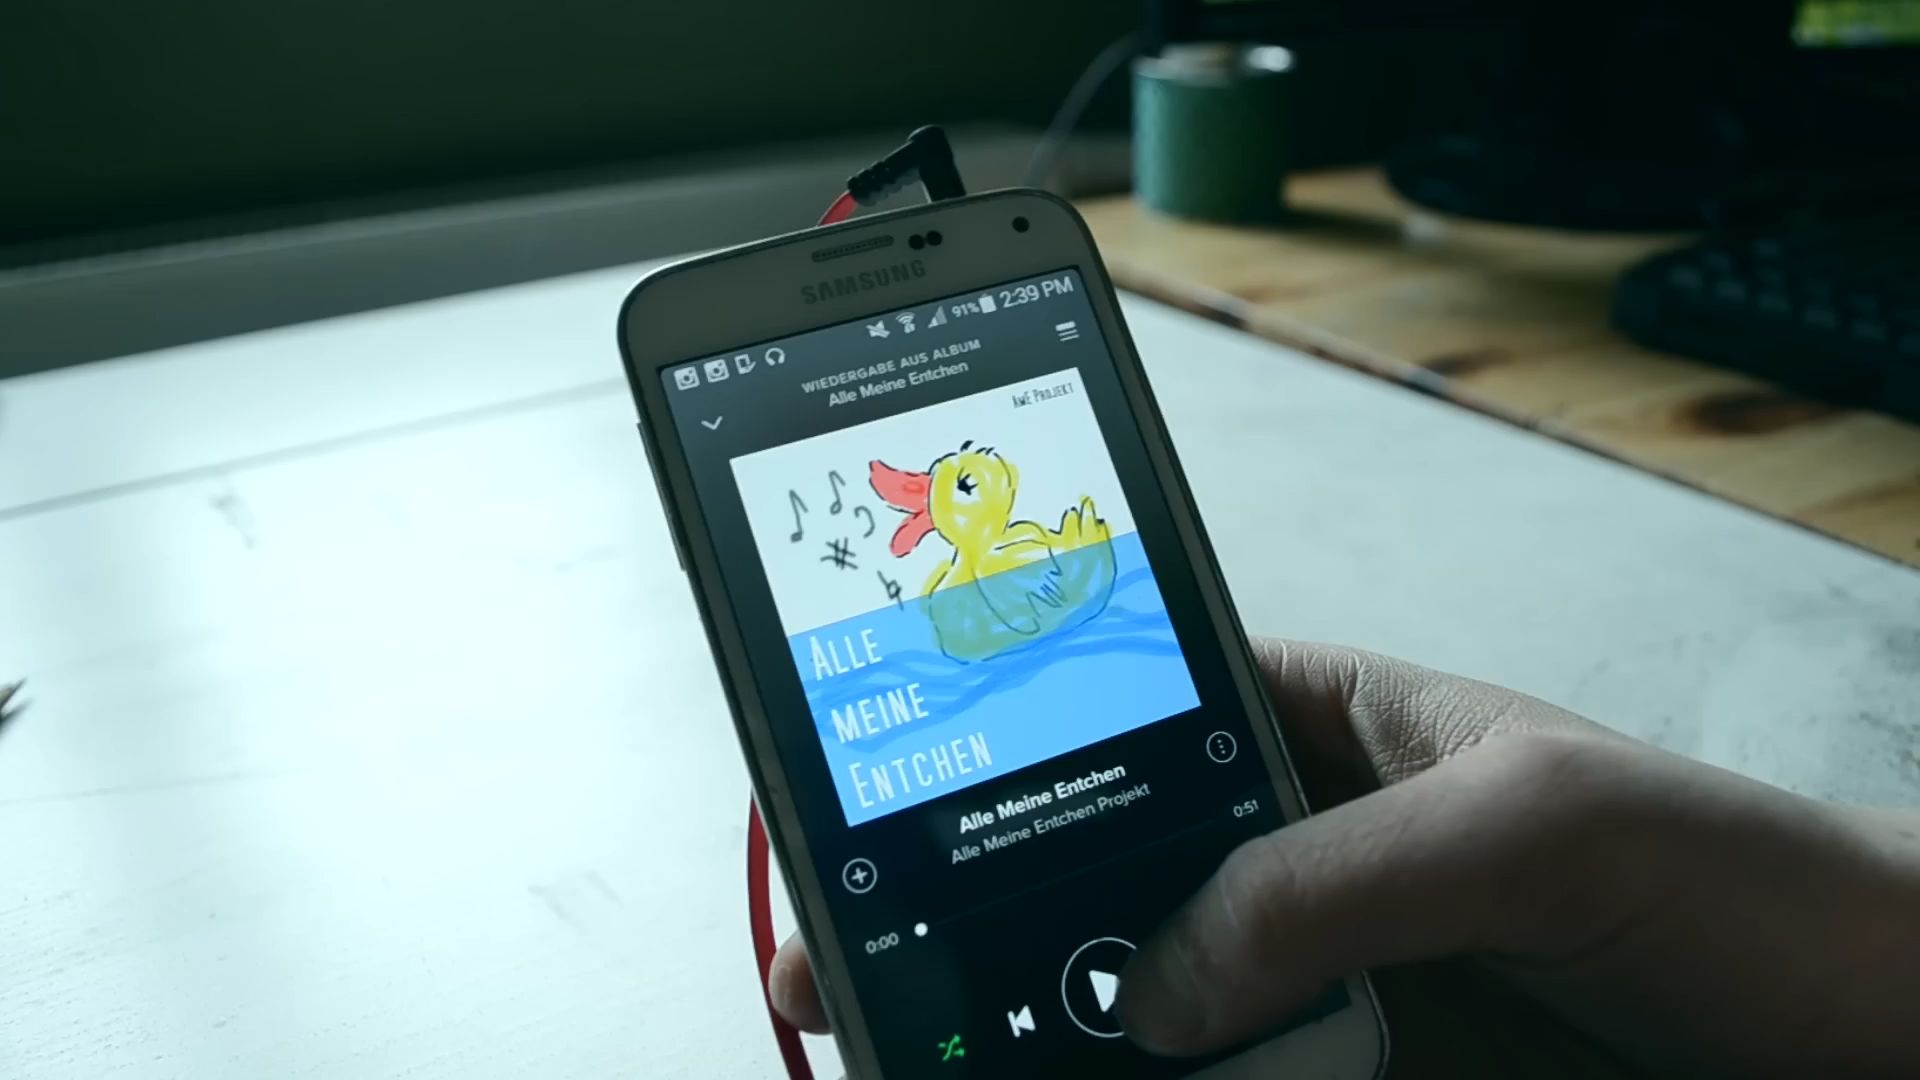 SAMSUNG
91% 2:39 PM
WIEDERGABE AUS ALBUM
Alle Meine Entchen
AME PROJEKT
ALLE
MEINE
ENTCHEN
Alle Meine Entchen
Alle Meine Entchen Projekt
0:51
0:00